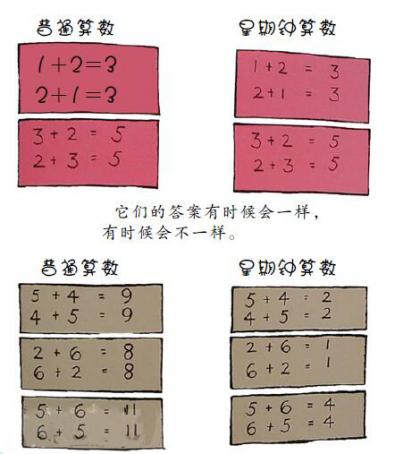 普通算数
星期钟算数
1+2=3
2+1=3
1+2 = 3
2+1 = 3
3+2 = 5
2+3 = 5
3+2 = 5
2+3 = 5
它们的答案有时候会一样，
有时候会不一样。
普通算数
星期钟算数
5+4 = 9
4+5 = 9
5+4 = 2
4+5 = 2
2+6 = 8
6+2 = 8
2+6 = 1
6+2 = 1
5+6 = 11
6+5 = 11
5+6 = 4
6+5 = 4